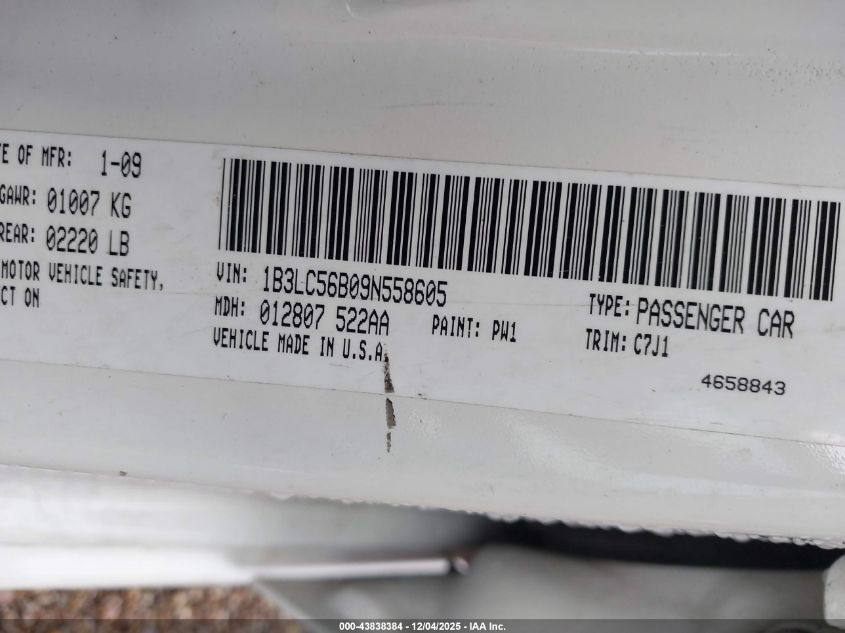 TE OF MFR: 1-09
GAWR: 01007 KG
REAR: 02220 LB
MOTOR VEHICLE SAFETY,
CT ON
VIN: 1B3LC56B09N558605
MDH: 012807 522AA
PAINT: PW1
VEHICLE MADE IN U.S.A.
TYPE: PASSENGER CAR
TRIM: C7J1
4658843
000-43838384 - 12/04/2025 - IAA Inc.